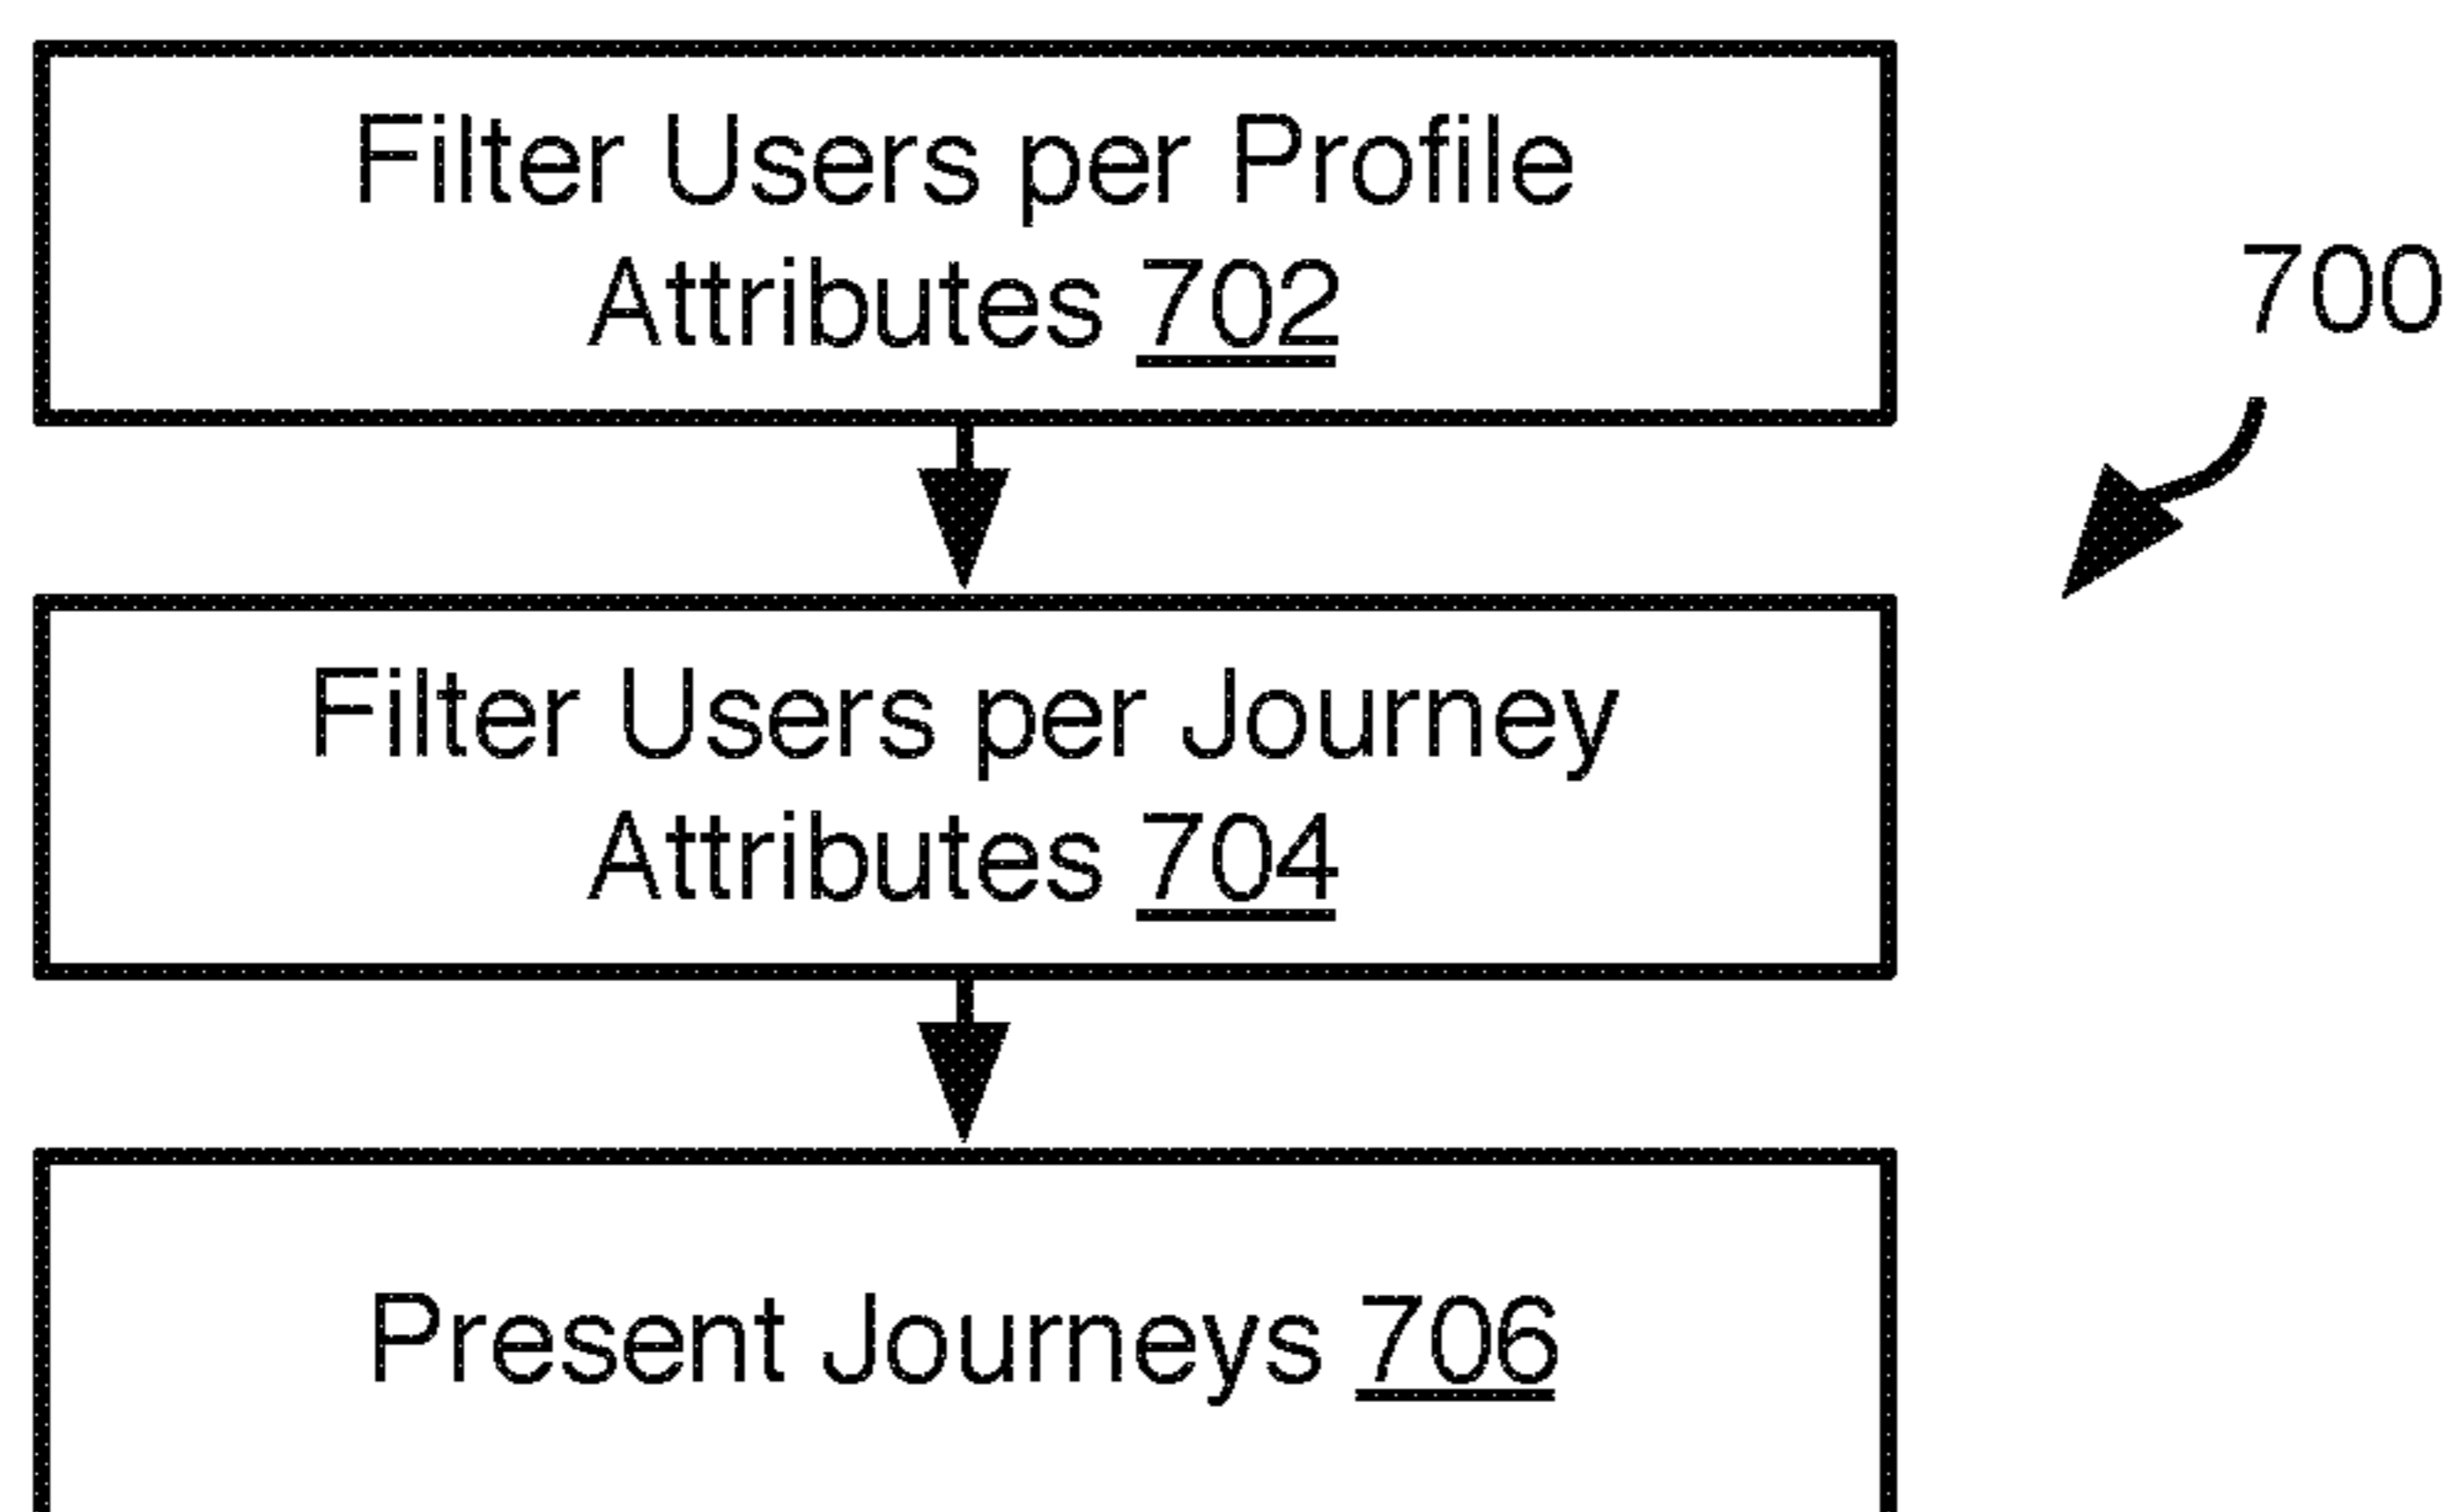 Filter Users per Profile
Attributes 702
700
Filter Users per Journey
Attributes 704
Present Journeys 706